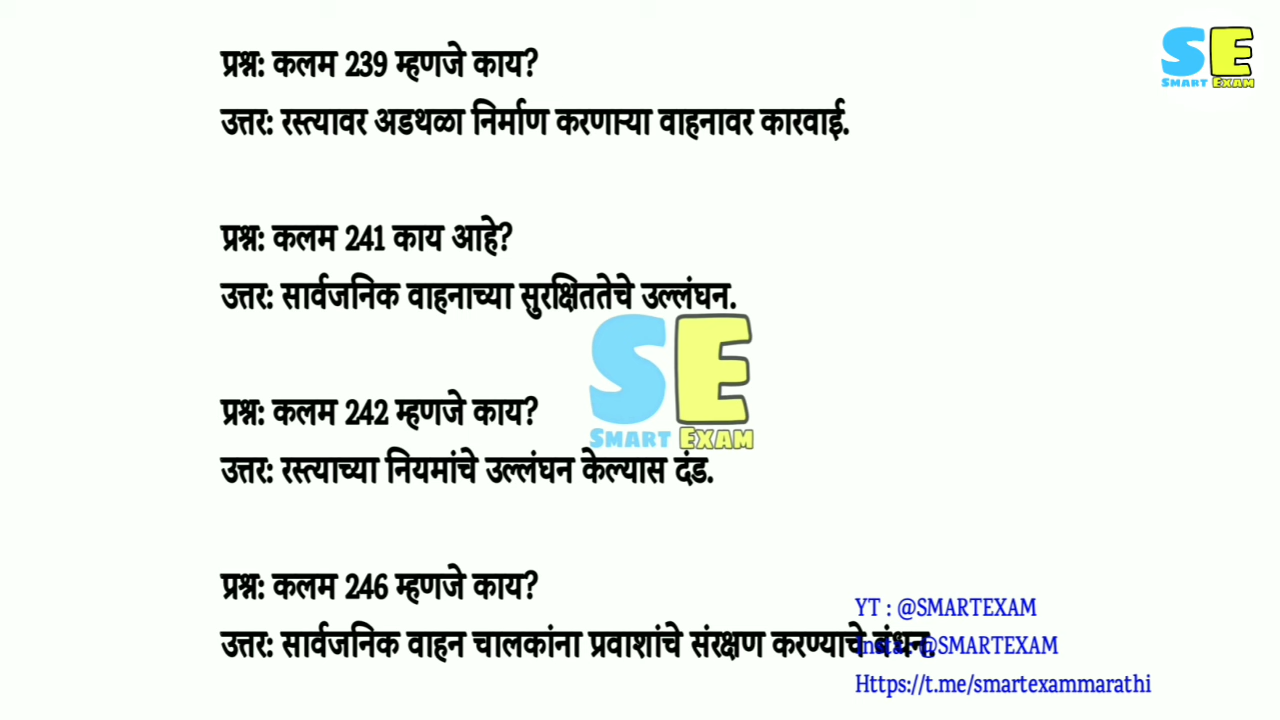 SE
SMART EXAM
प्रश्न: कलम 239 म्हणजे काय?
उत्तर: रस्त्यावर अडथळा निर्माण करणाऱ्या वाहनावर कारवाई.
प्रश्न: कलम 241 काय आहे?
उत्तर: सार्वजनिक वाहनाच्या सुरक्षिततेचे उल्लंघन.
SE
SMART EXAM
प्रश्न: कलम 242 म्हणजे काय?
उत्तर: रस्त्याच्या नियमांचे उल्लंघन केल्यास दंड.
प्रश्न: कलम 246 म्हणजे काय?
उत्तर: सार्वजनिक वाहन चालकांना प्रवाशांचे संरक्षण करण्याचे बंधन.
YT : @SMARTEXAM
Insta : @SMARTEXAM
Https://t.me/smartexammarathi